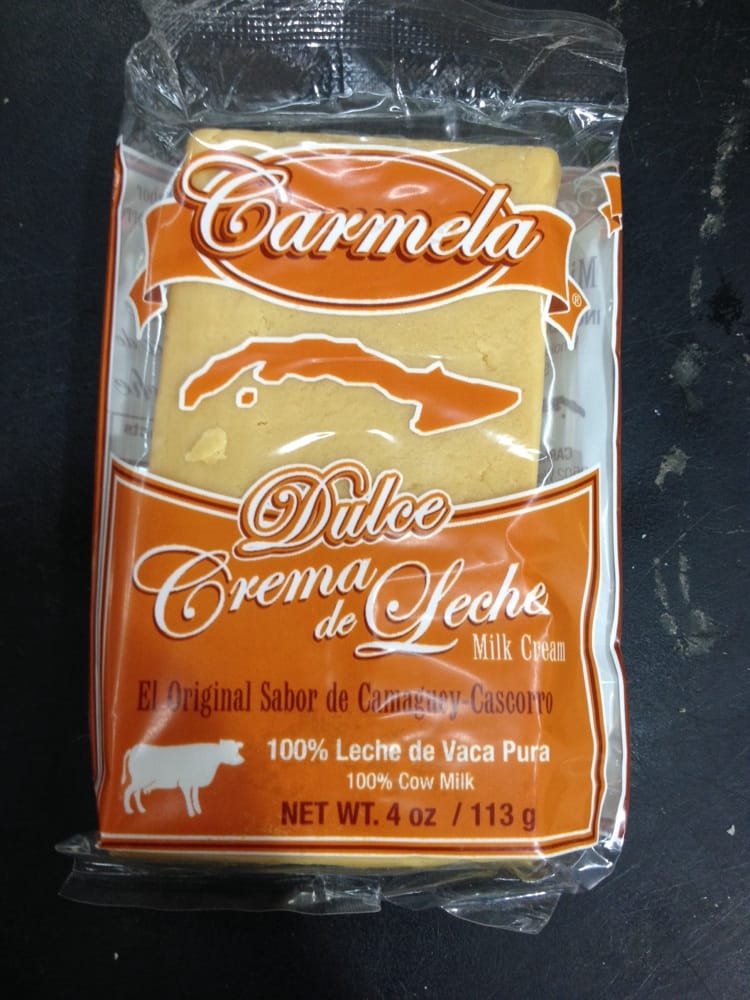 Carmela
®
Dulce
Crema
de Leche
Milk Cream
El Original Sabor de Camaguey-Cascorro
100% Leche de Vaca Pura
100% Cow Milk
NET WT. 4 oz / 113 g